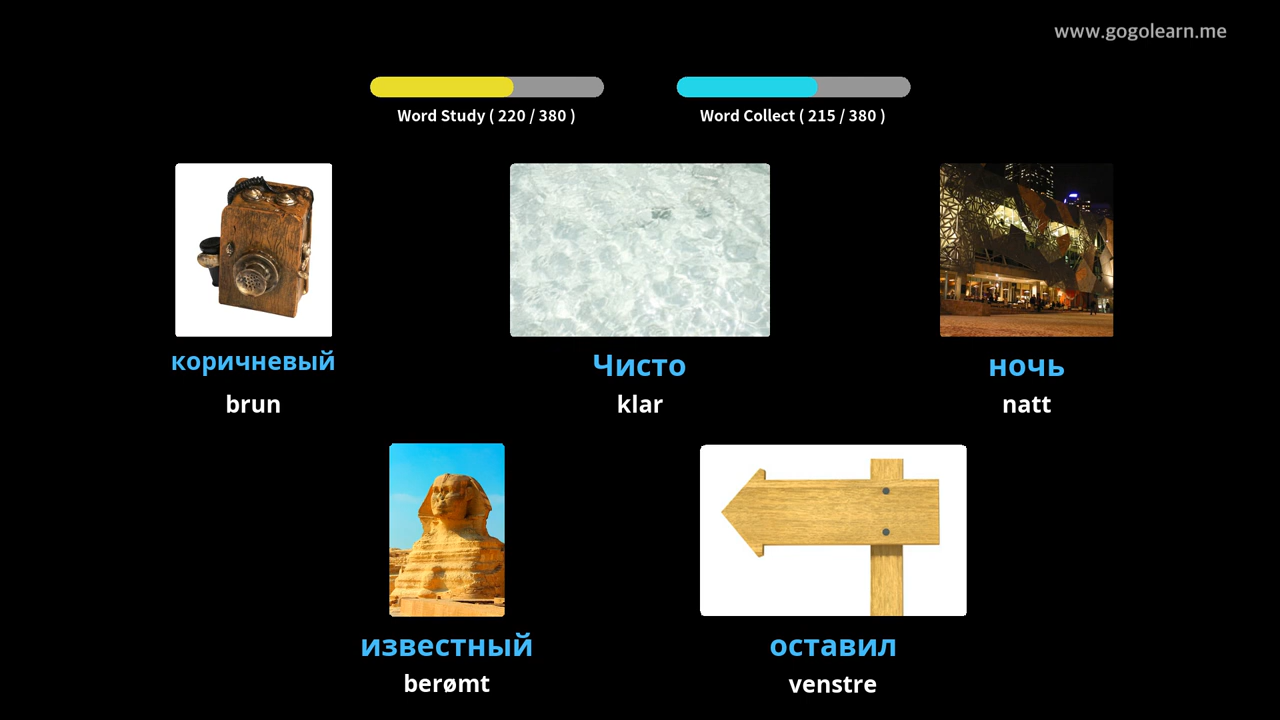 www.gogolearn.me
Word Study ( 220 / 380 )
Word Collect ( 215 / 380 )
коричневый
Чисто
ночь
brun
klar
natt
известный
оставил
berømt
venstre